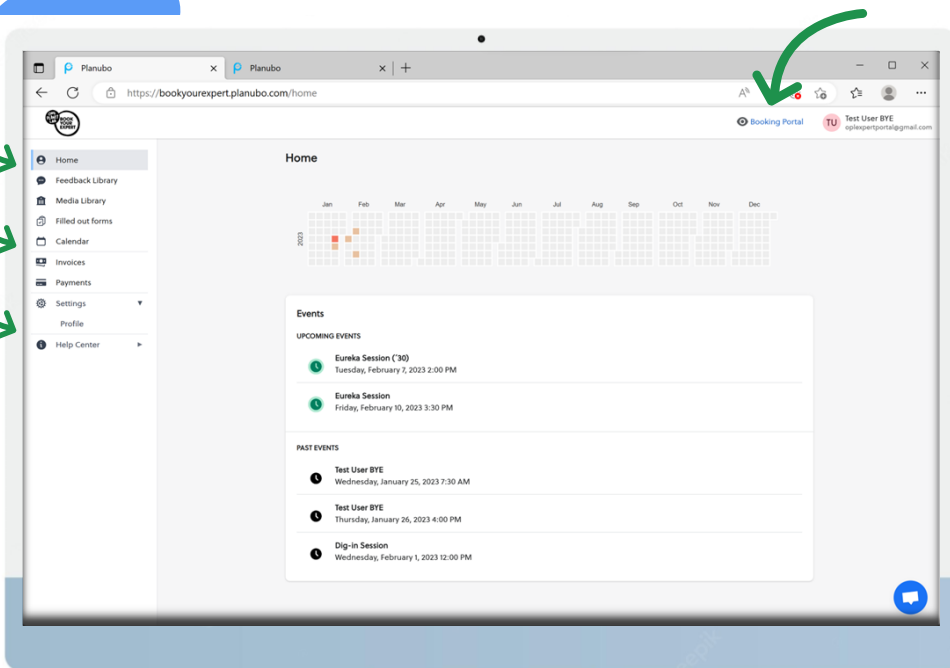 Planubo
Planubo
https://bookyourexpert.planubo.com/home
BOOK
YOUR
EXPERT
Booking Portal
TU
Test User BYE
oplexpertportal@gmail.com
Home
Feedback Library
Media Library
Filled out forms
Calendar
Invoices
Payments
Settings
Profile
Help Center
Home
Jan Feb Mar Apr May Jun Jul Aug Sep Oct Nov Dec
2023
Events
UPCOMING EVENTS
Eureka Session (´30)
Tuesday, February 7, 2023 2:00 PM
Eureka Session
Friday, February 10, 2023 3:30 PM
PAST EVENTS
Test User BYE
Wednesday, January 25, 2023 7:30 AM
Test User BYE
Thursday, January 26, 2023 4:00 PM
Dig-in Session
Wednesday, February 1, 2023 12:00 PM